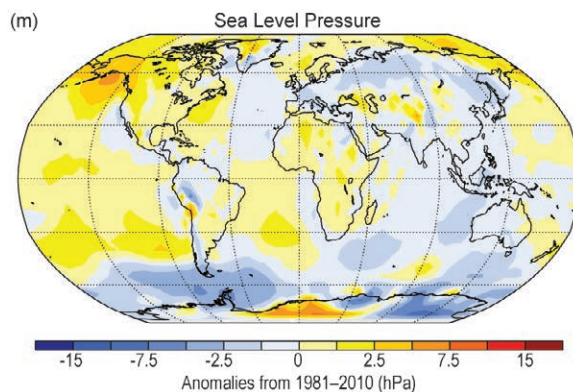 (m)
Sea Level Pressure
-15 -7.5 -2.5 0 2.5 7.5 15
Anomalies from 1981–2010 (hPa)